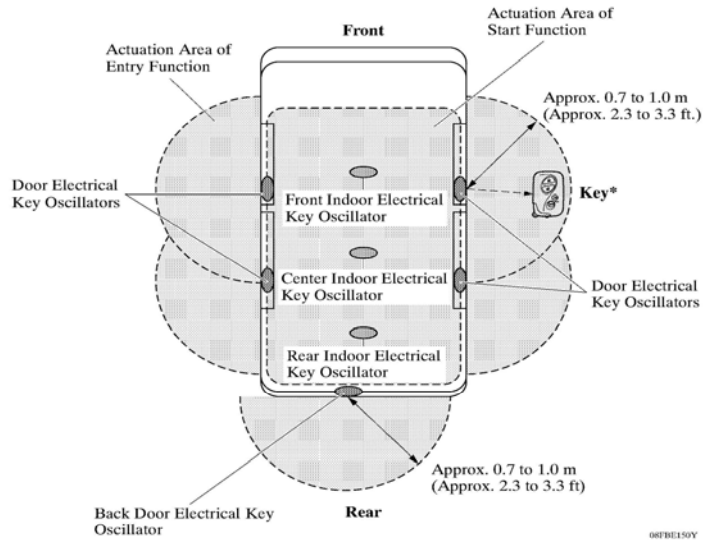 Front
Actuation Area of
Start Function
Actuation Area of
Entry Function
Approx. 0.7 to 1.0 m
(Approx. 2.3 to 3.3 ft.)
Door Electrical
Key Oscillators
Front Indoor Electrical
Key Oscillator
Key*
Center Indoor Electrical
Key Oscillator
Door Electrical
Key Oscillators
Rear Indoor Electrical
Key Oscillator
Approx. 0.7 to 1.0 m
(Approx. 2.3 to 3.3 ft)
Back Door Electrical Key
Oscillator
Rear
08FBE150Y